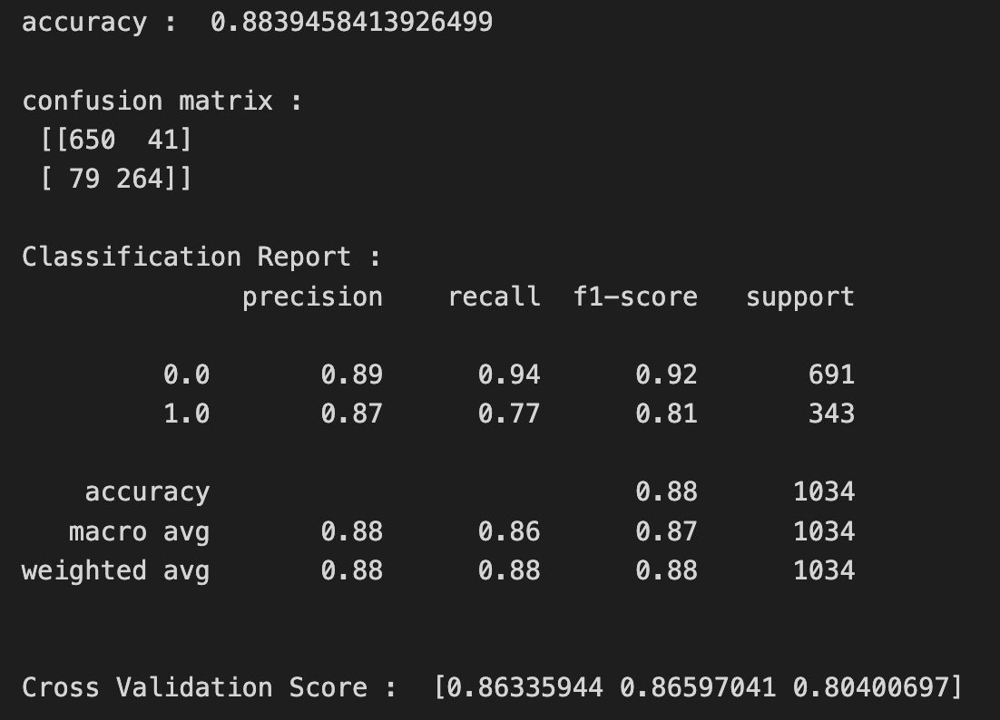 accuracy :  0.8839458413926499
confusion matrix :
[[650  41]
[ 79 264]]
Classification Report :
precision    recall  f1-score   support
0.0       0.89      0.94      0.92       691
1.0       0.87      0.77      0.81       343
accuracy                           0.88      1034
macro avg       0.88      0.86      0.87      1034
weighted avg       0.88      0.88      0.88      1034
Cross Validation Score :  [0.86335944 0.86597041 0.80400697]